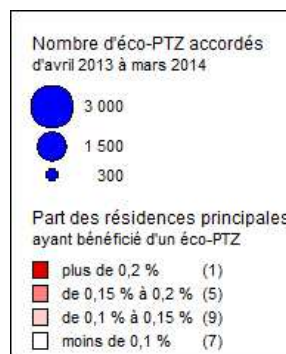 Nombre d'éco-PTZ accordés
d'avril 2013 à mars 2014
3 000
1 500
300
Part des résidences principales
ayant bénéficié d'un éco-PTZ
plus de 0,2 % (1)
de 0,15 % à 0,2 % (5)
de 0,1 % à 0,15 % (9)
moins de 0,1 % (7)